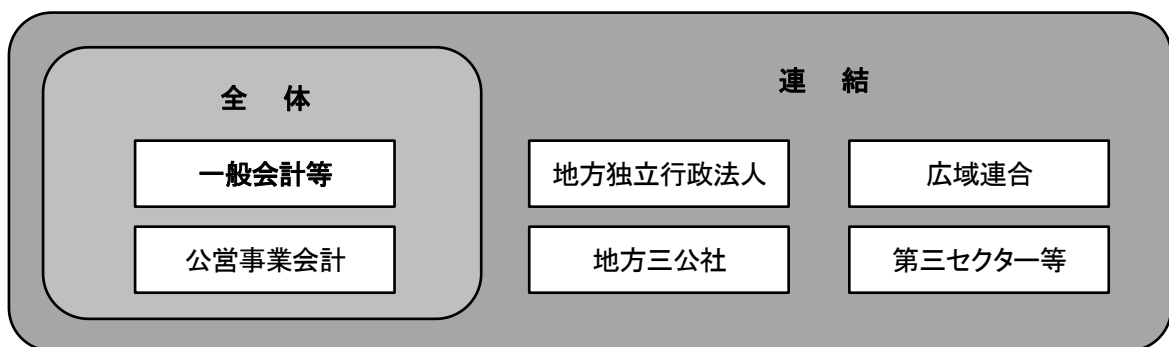 全 体
一般会計等
公営事業会計
連 結
地方独立行政法人
広域連合
地方三公社
第三セクター等